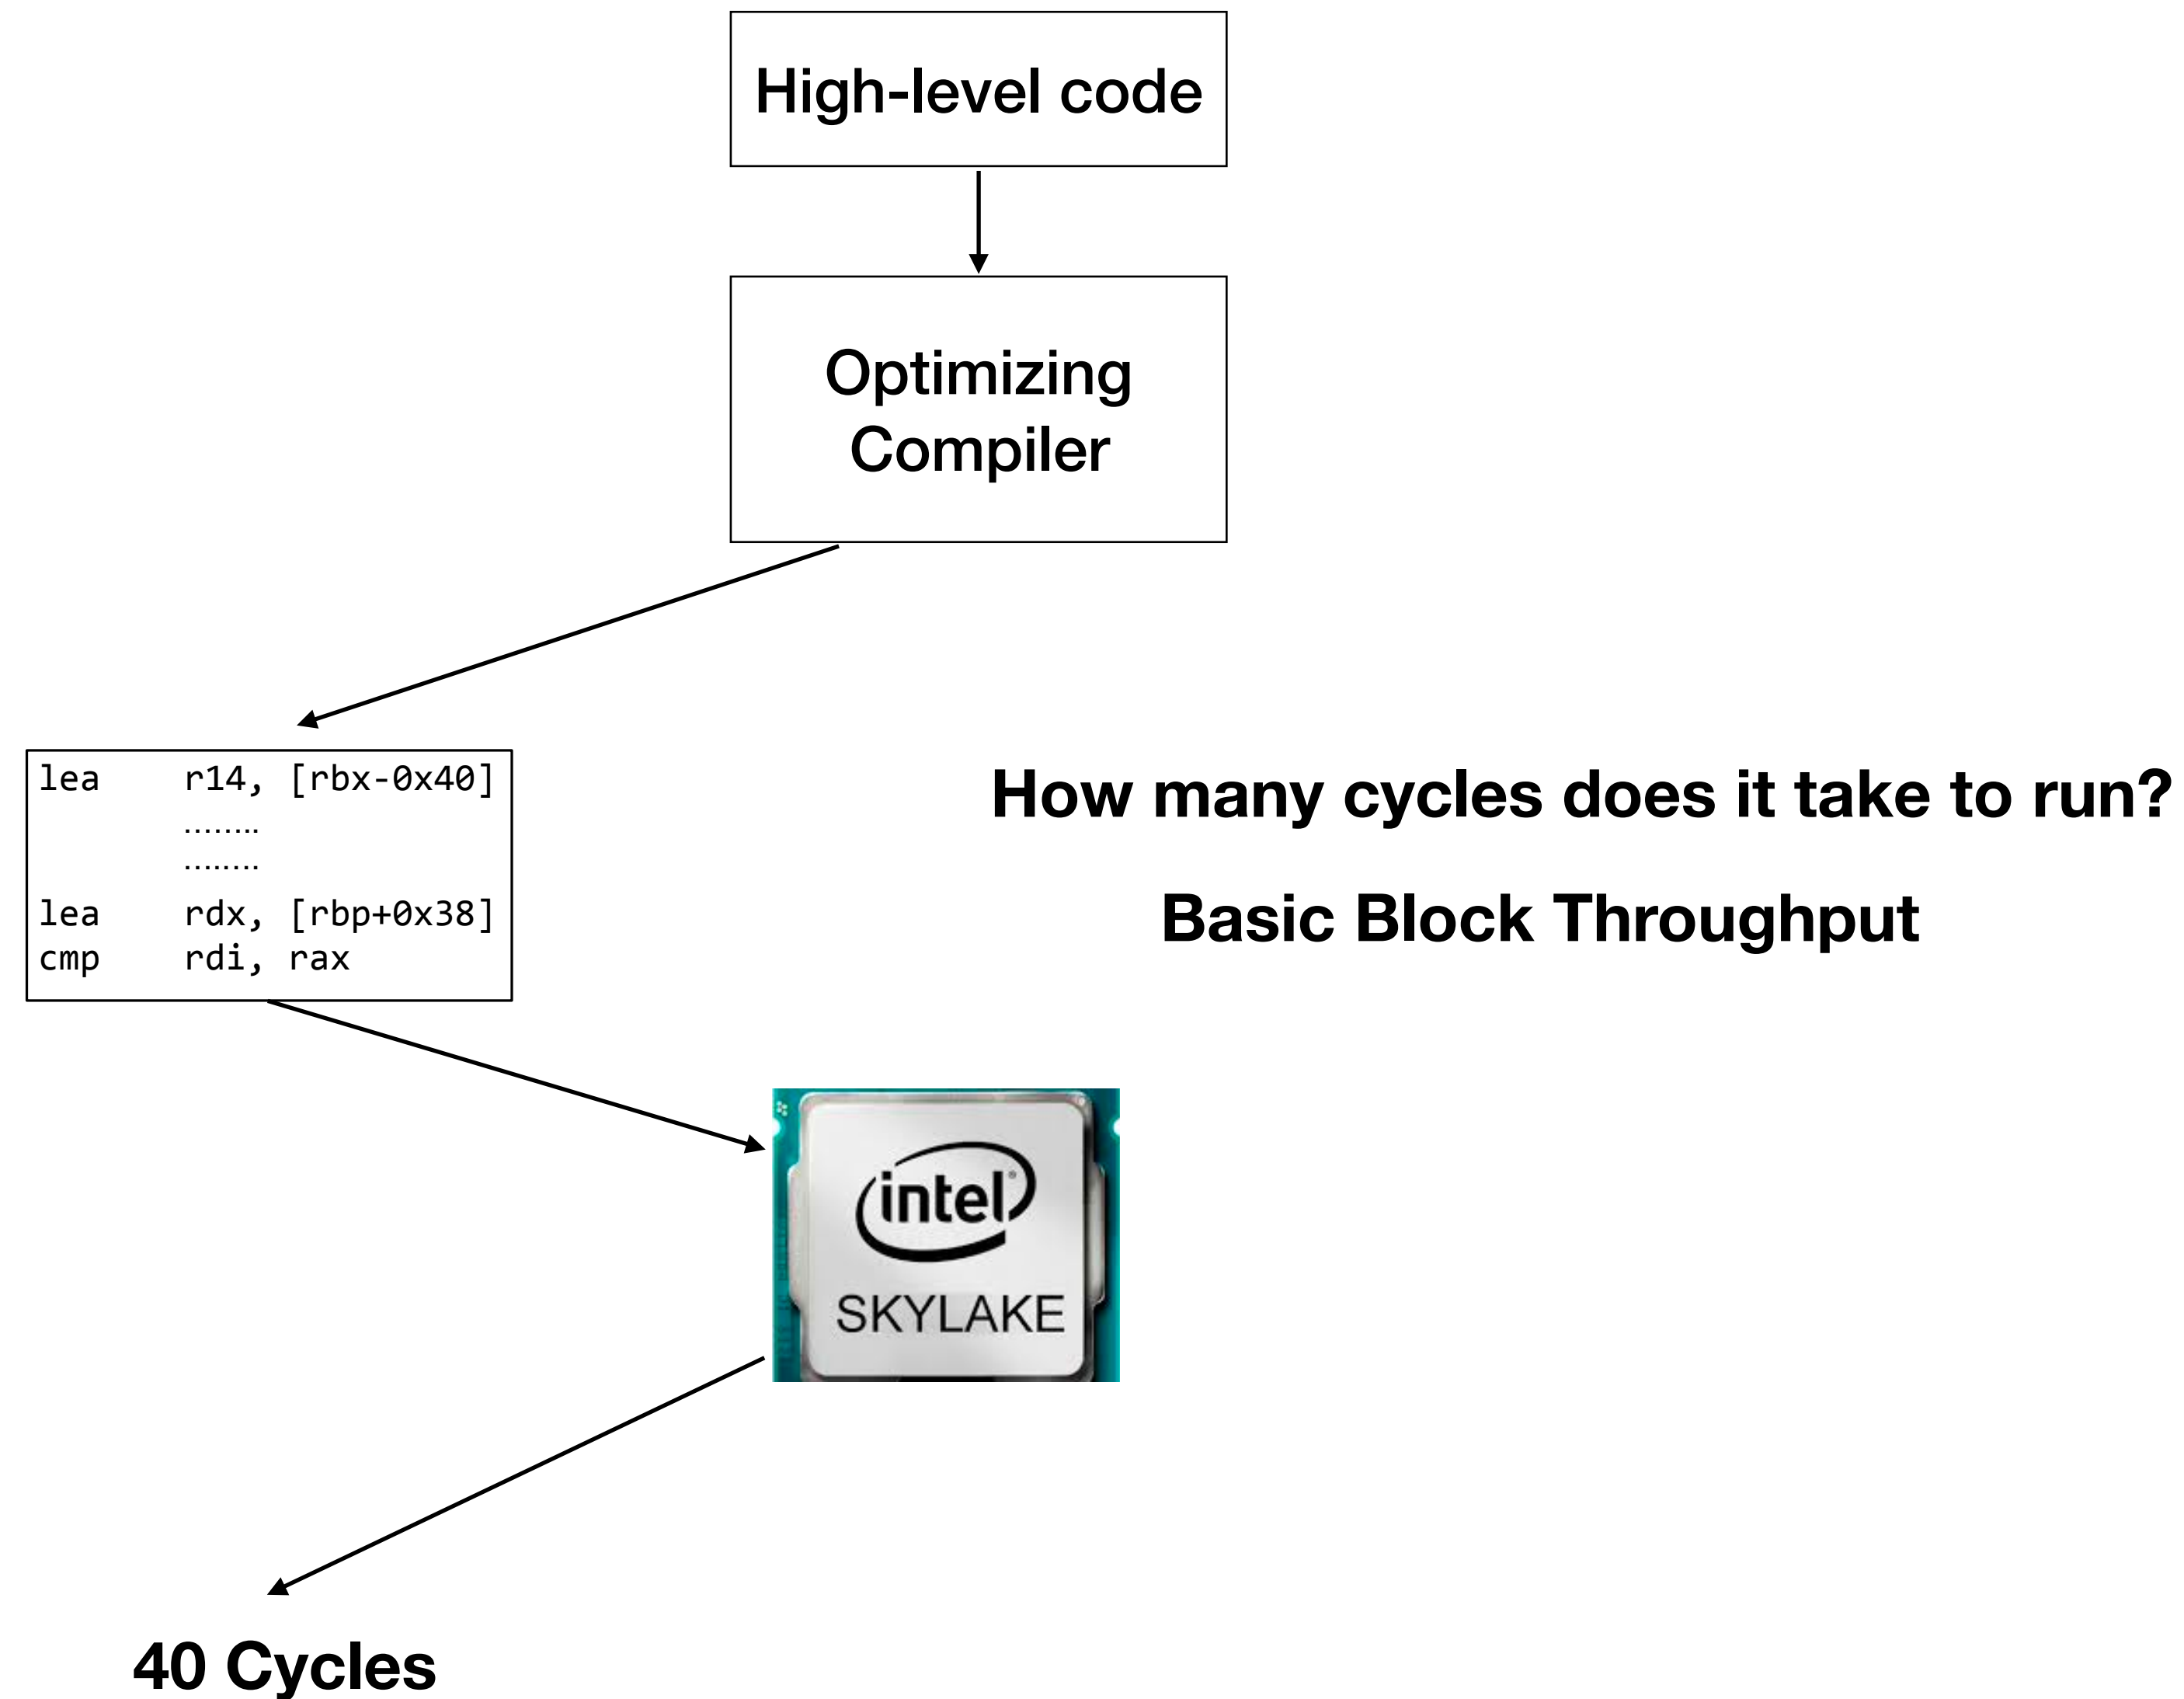 High-level code
Optimizing
Compiler
lea r14, [rbx-0x40]
........
........
lea rdx, [rbp+0x38]
cmp rdi, rax
How many cycles does it take to run?
Basic Block Throughput
intel®
SKYLAKE
40 Cycles